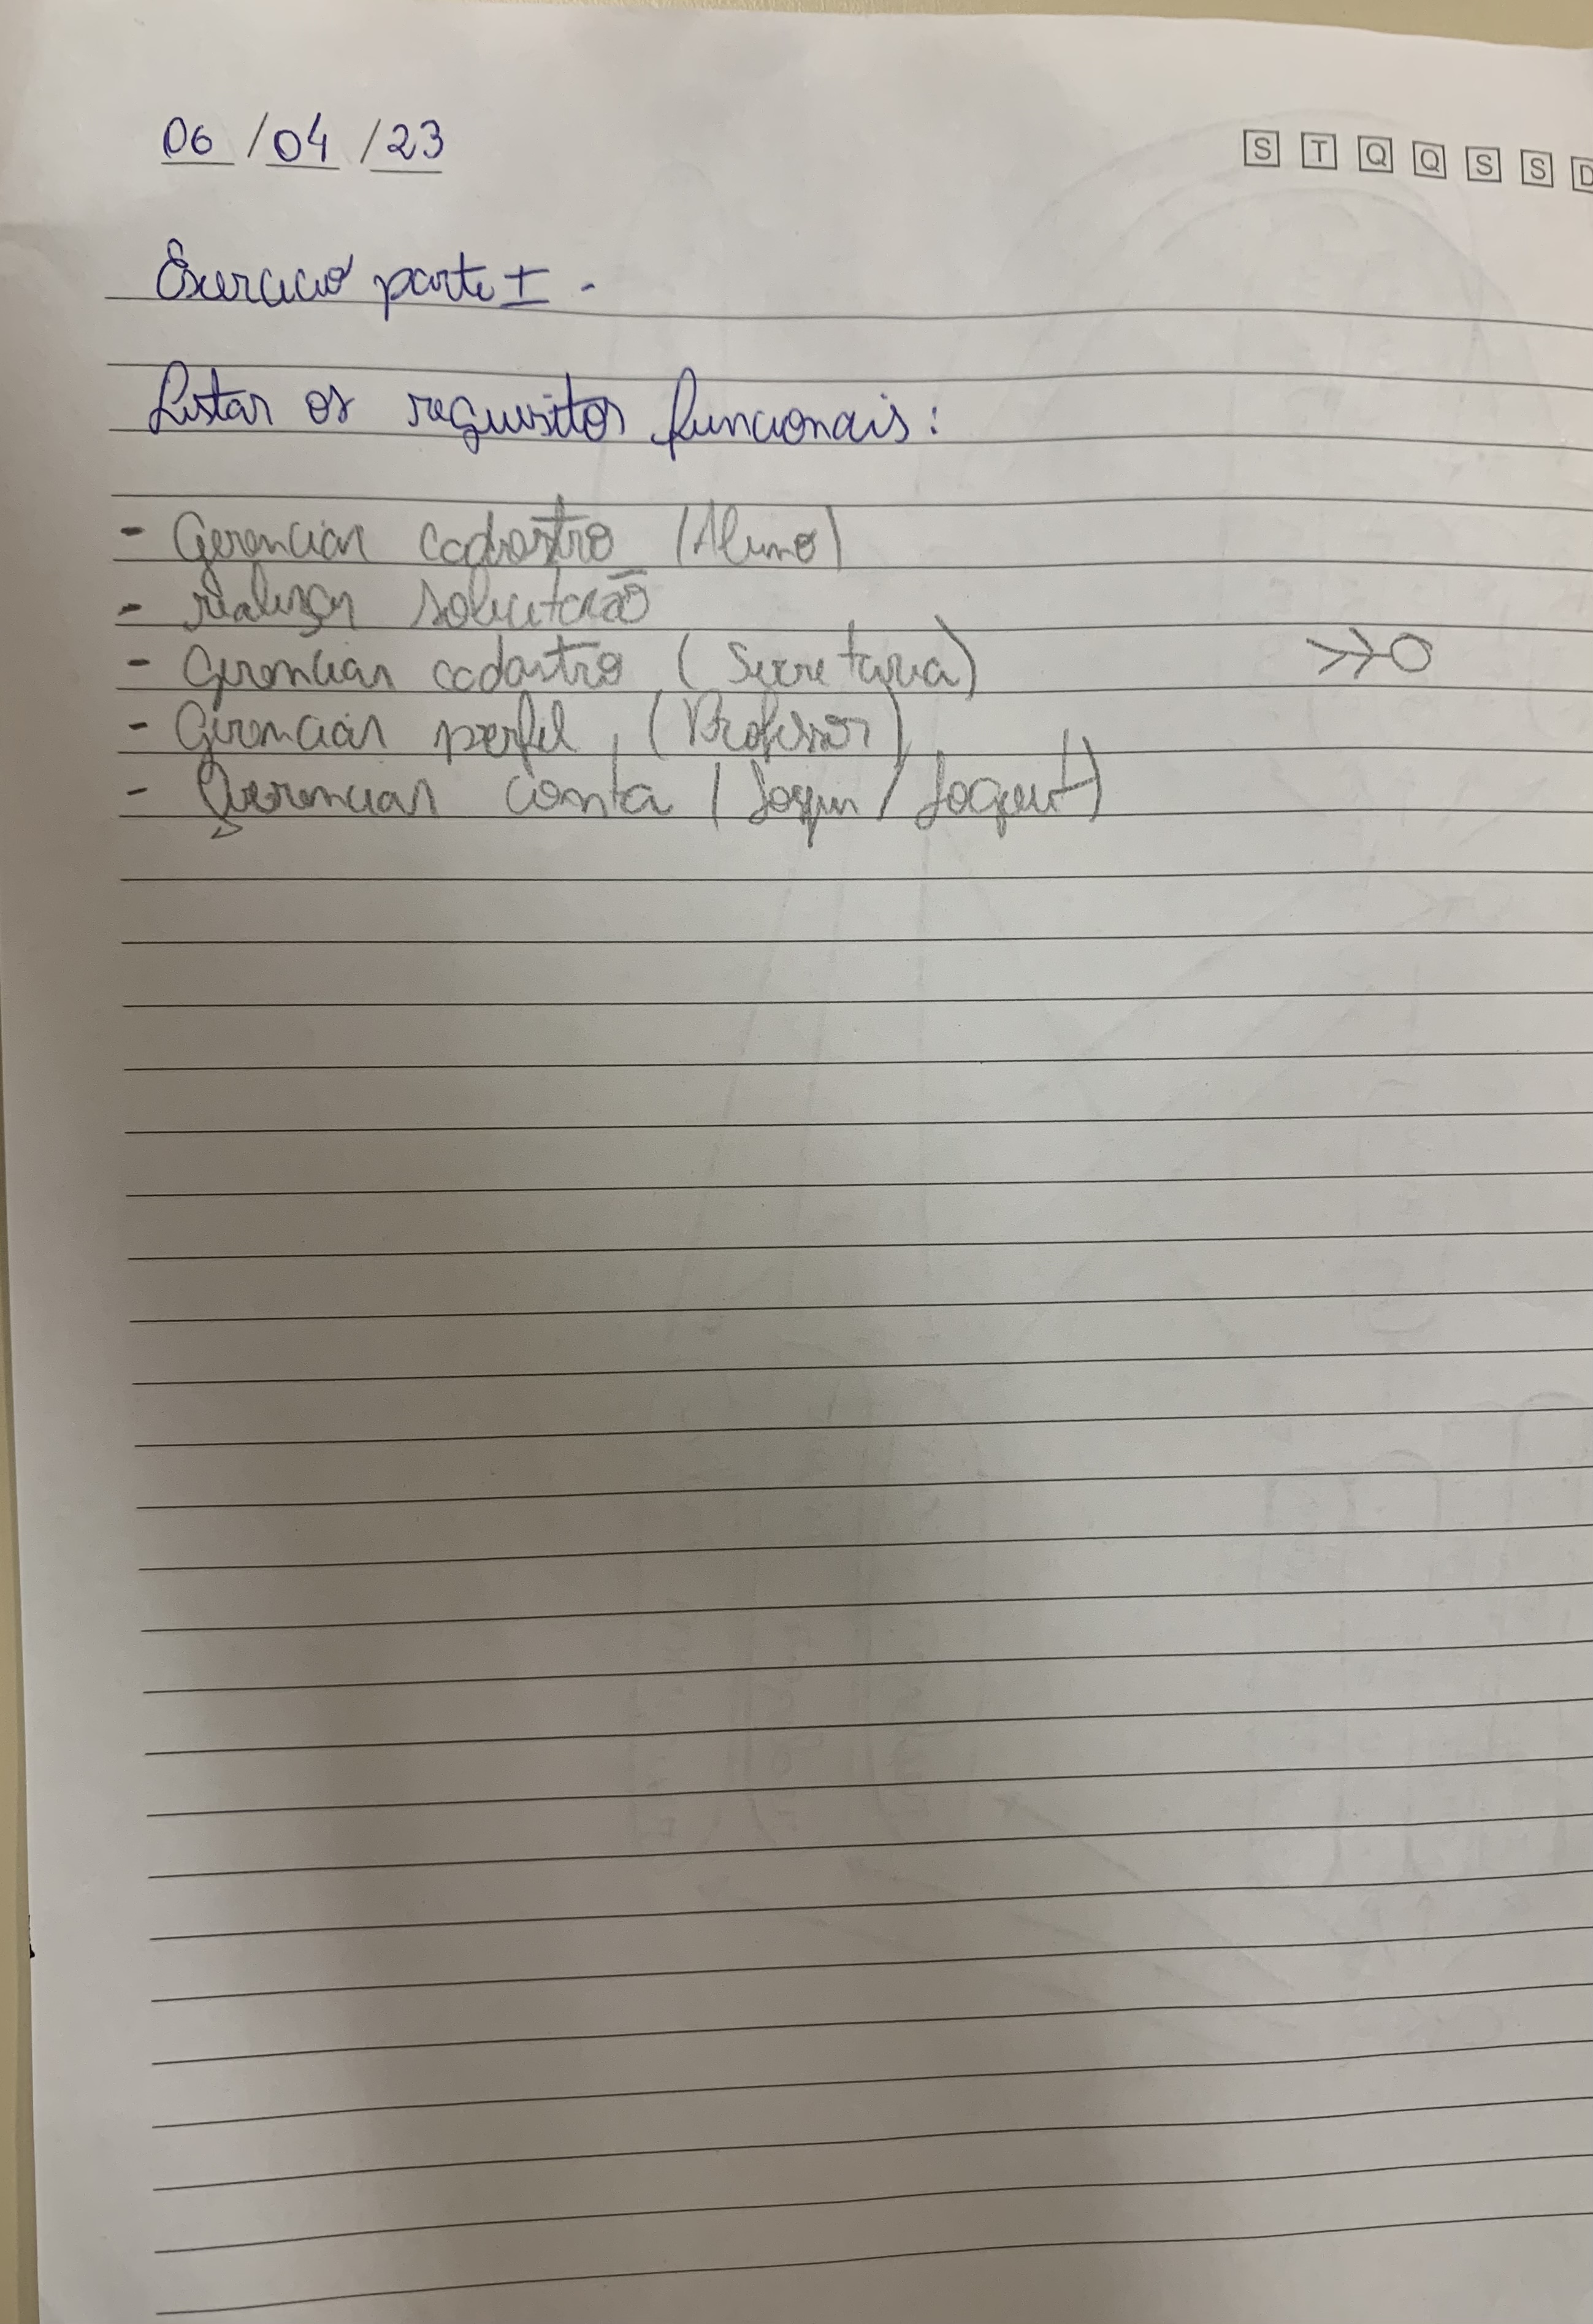 06/04/23
S T Q Q S S D
Exercicio parte I -
Listar os requisitos funcionais:
- Gerenciar cadastro (Aluno)
- realizar solicitação
- Gerenciar cadastro (Secretaria)
- Gerenciar perfil (Professor)
- Gerenciar conta (login / logout)